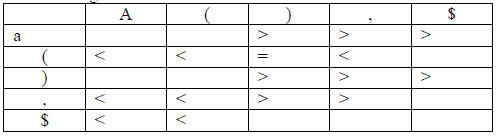 A ( ) , $
a > > >
( < < = <
) > > >
, < < > >
$ < <